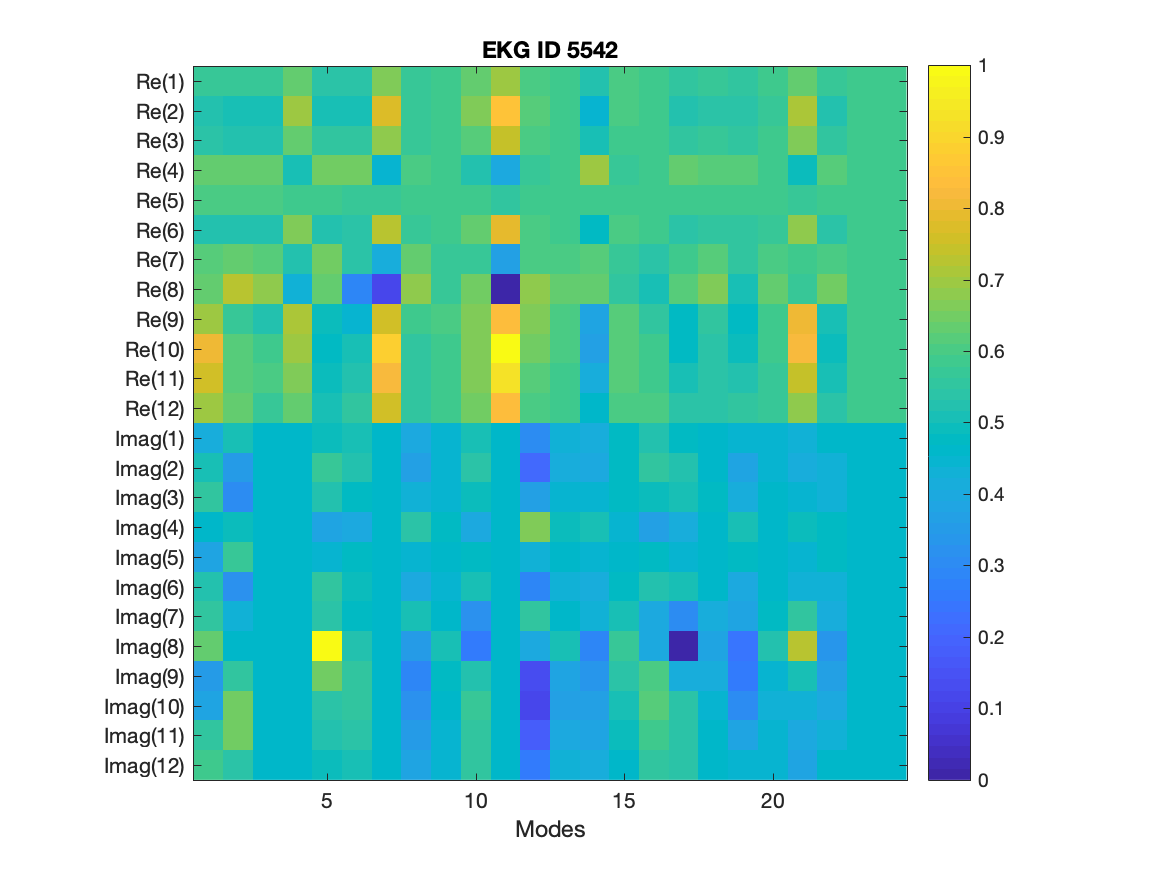 EKG ID 5542
Re(1)
Re(2)
Re(3)
Re(4)
Re(5)
Re(6)
Re(7)
Re(8)
Re(9)
Re(10)
Re(11)
Re(12)
Imag(1)
Imag(2)
Imag(3)
Imag(4)
Imag(5)
Imag(6)
Imag(7)
Imag(8)
Imag(9)
Imag(10)
Imag(11)
Imag(12)
5 10 15 20
Modes
1
0.9
0.8
0.7
0.6
0.5
0.4
0.3
0.2
0.1
0